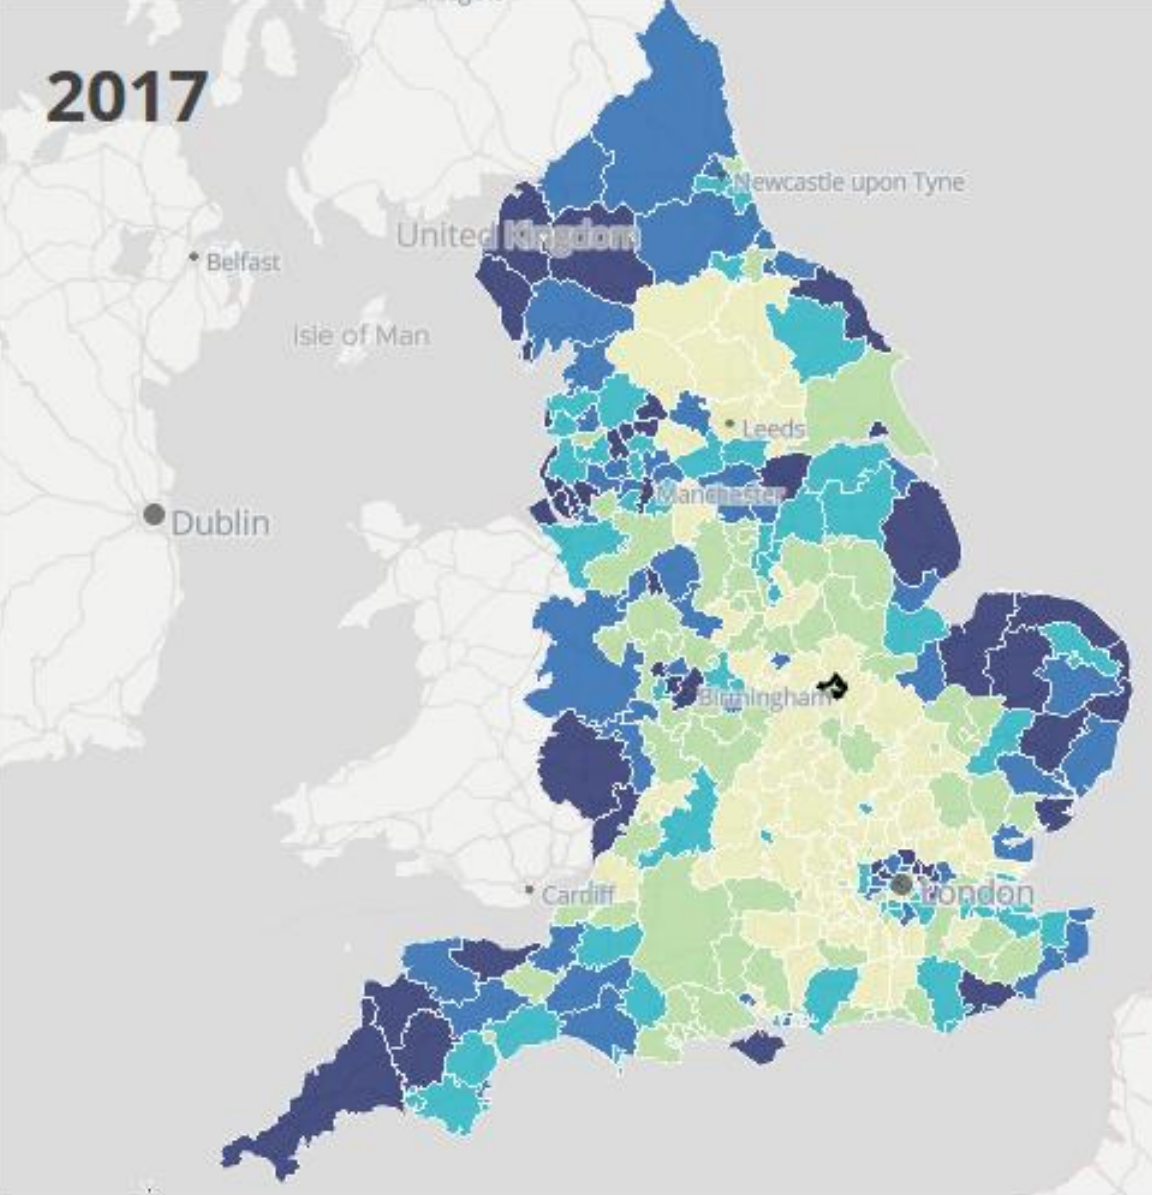 2017
Newcastle upon Tyne
United Kingdom
Belfast
Isle of Man
Leeds
Manchester
Dublin
Birmingham
Cardiff
London